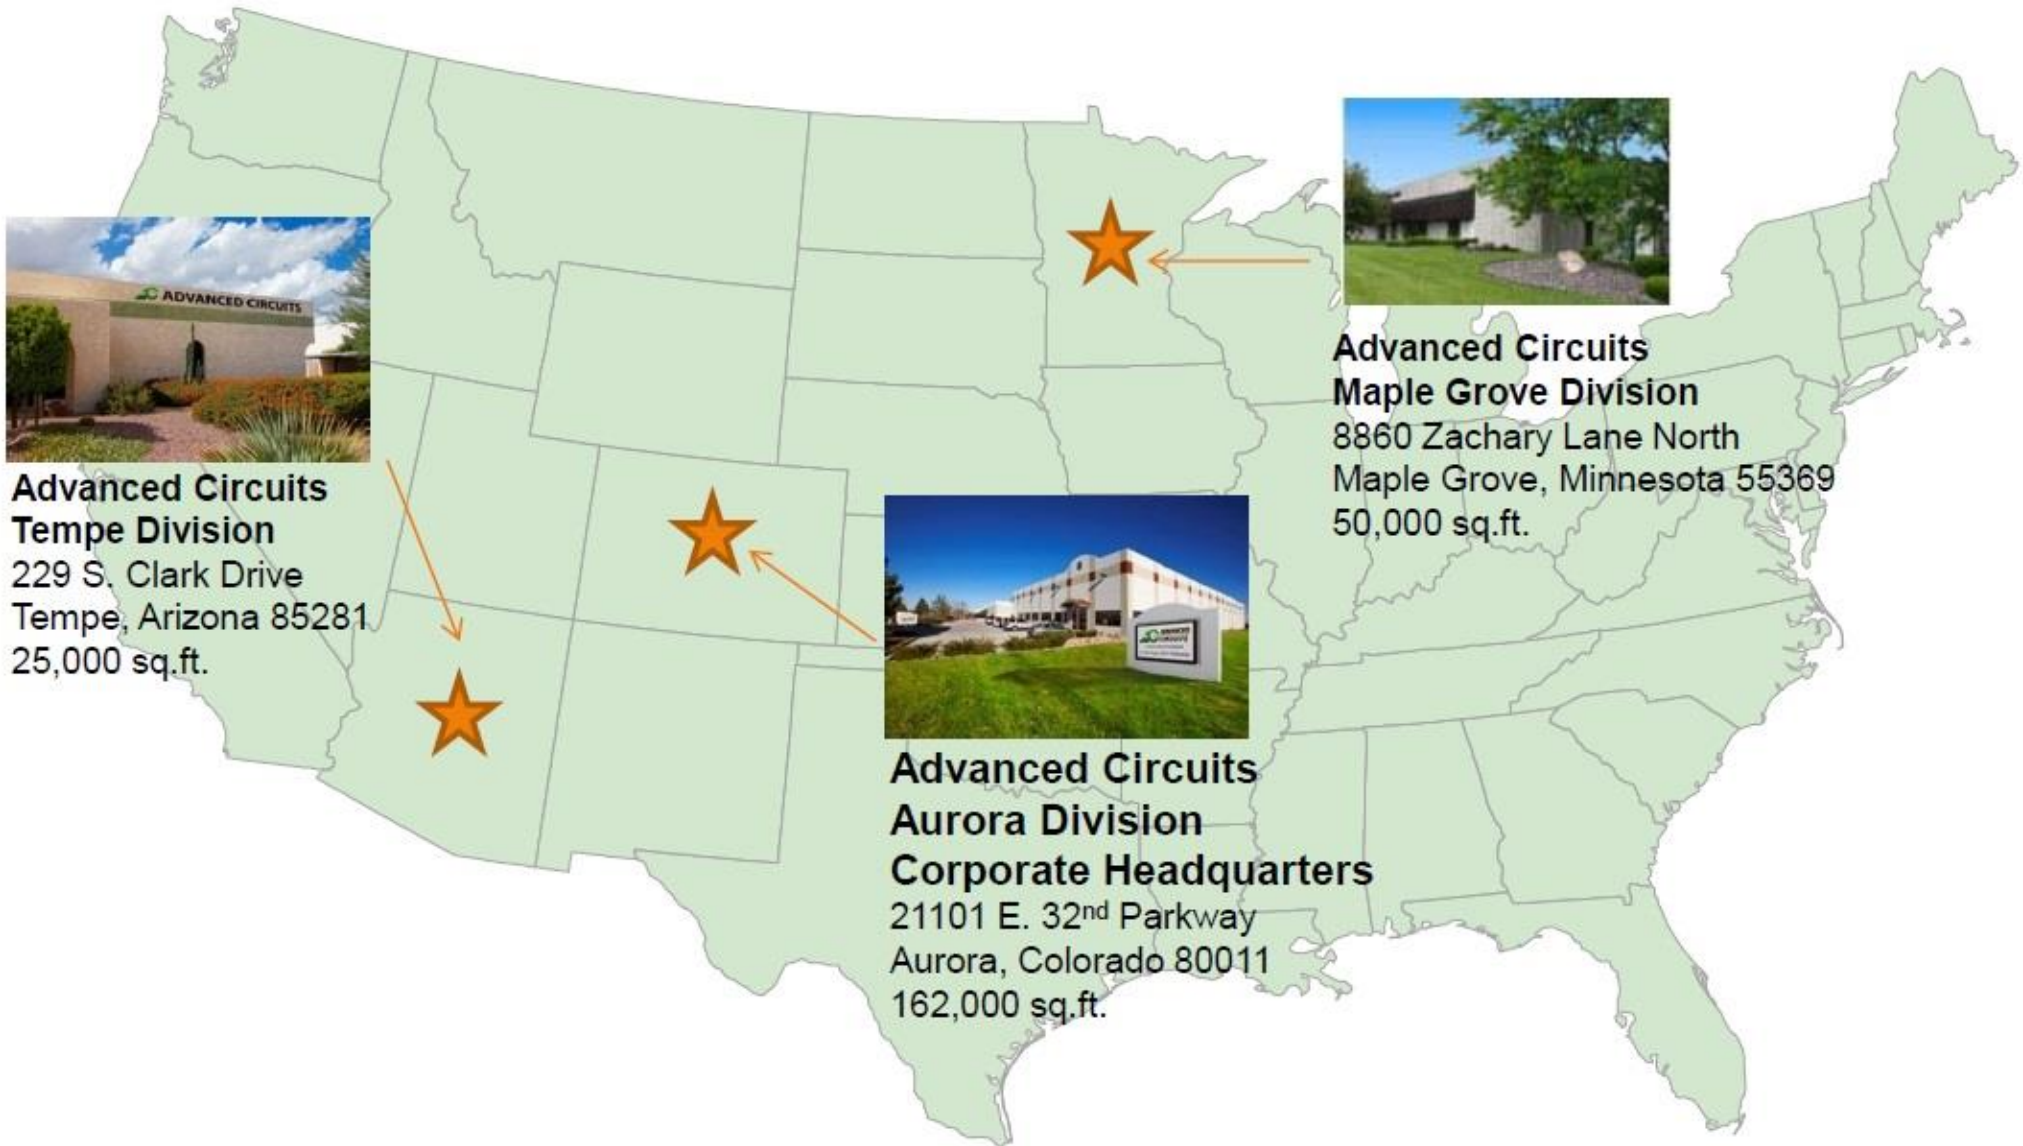 ADVANCED CIRCUITS
Advanced Circuits
Tempe Division
229 S. Clark Drive
Tempe, Arizona 85281
25,000 sq.ft.
Advanced Circuits
Aurora Division
Corporate Headquarters
21101 E. 32nd Parkway
Aurora, Colorado 80011
162,000 sq.ft.
Advanced Circuits
Maple Grove Division
8860 Zachary Lane North
Maple Grove, Minnesota 55369
50,000 sq.ft.